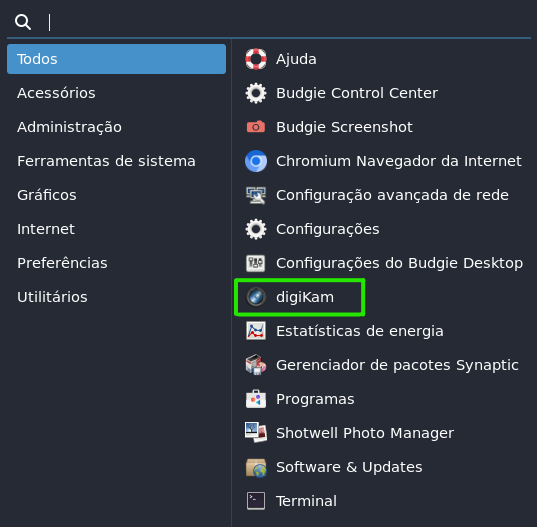 Todos
Acessórios
Administração
Ferramentas de sistema
Gráficos
Internet
Preferências
Utilitários
Ajuda
Budgie Control Center
Budgie Screenshot
Chromium Navegador da Internet
Configuração avançada de rede
Configurações
Configurações do Budgie Desktop
digiKam
Estatísticas de energia
Gerenciador de pacotes Synaptic
Programas
Shotwell Photo Manager
Software & Updates
Terminal